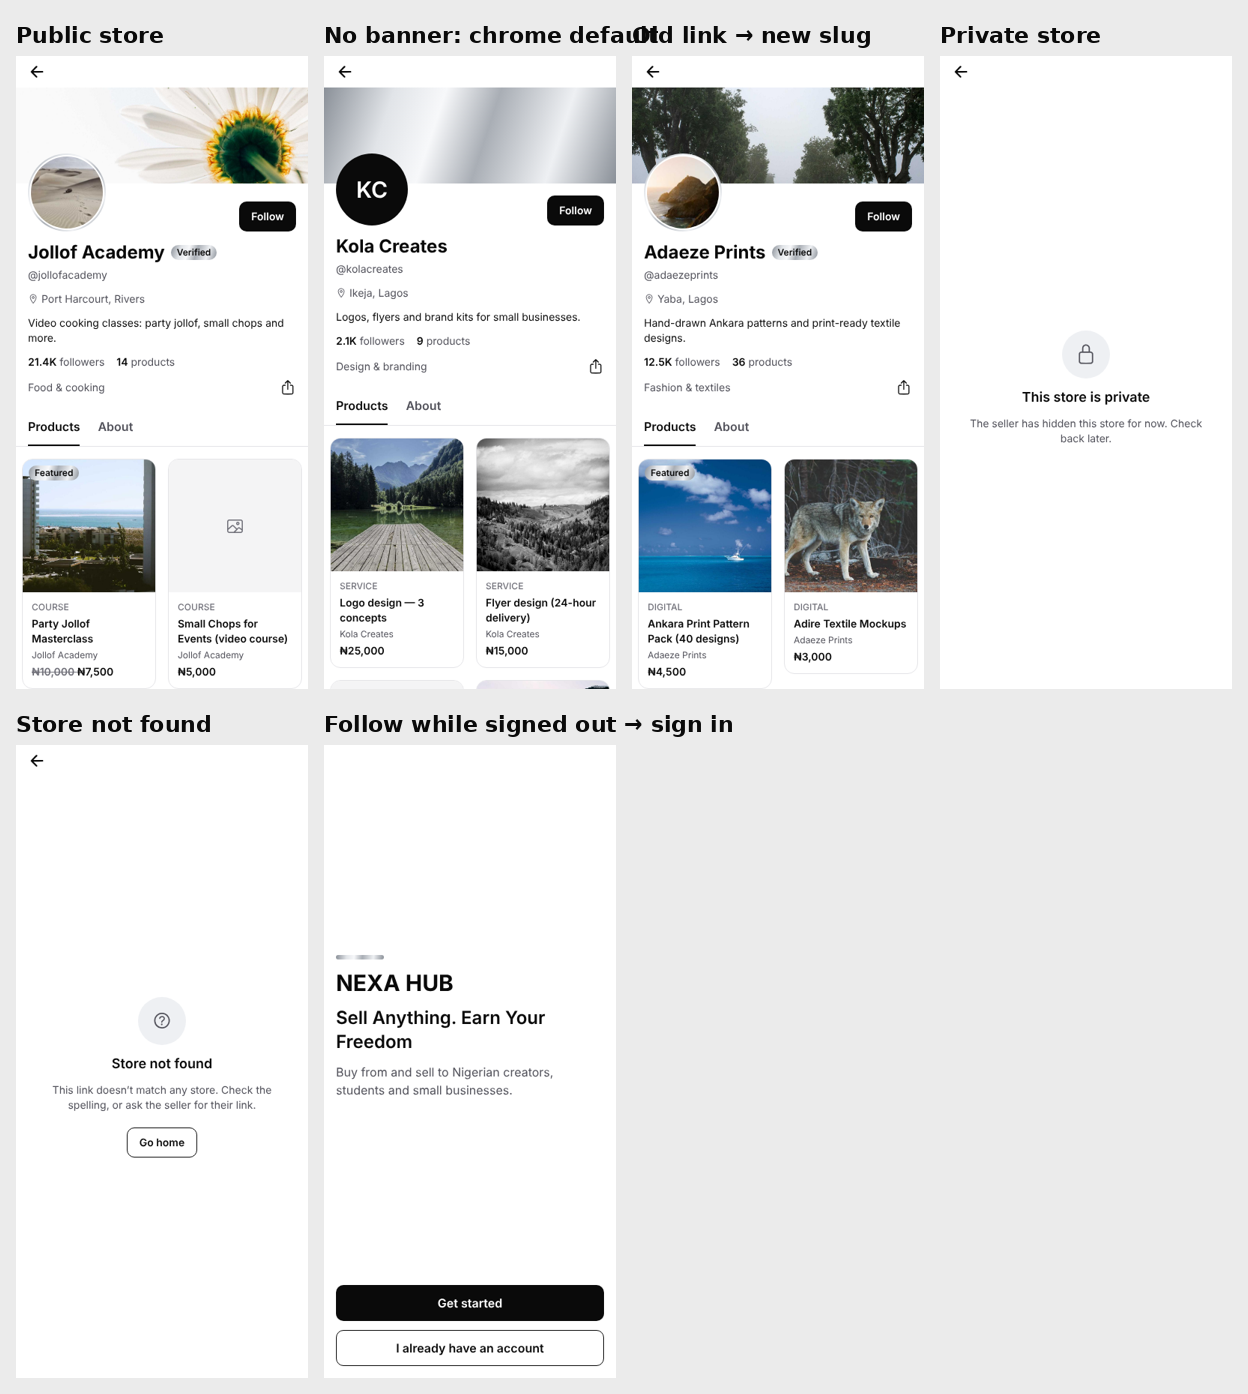 Public store
No banner: chrome default
Old link → new slug
Private store
Follow
Jollof Academy Verified
@jollofacademy
Port Harcourt, Rivers
Video cooking classes: party jollof, small chops and
more.
21.4K followers 14 products
Food & cooking
Products About
Featured
COURSE
Party Jollof
Masterclass
Jollof Academy
₦10,000 ₦7,500
COURSE
Small Chops for
Events (video course)
Jollof Academy
₦5,000
KC
Follow
Kola Creates
@kolacreates
Ikeja, Lagos
Logos, flyers and brand kits for small businesses.
2.1K followers 9 products
Design & branding
Products About
SERVICE
Logo design — 3
concepts
Kola Creates
₦25,000
SERVICE
Flyer design (24-hour
delivery)
Kola Creates
₦15,000
Follow
Adaeze Prints Verified
@adaezeprints
Yaba, Lagos
Hand-drawn Ankara patterns and print-ready textile
designs.
12.5K followers 36 products
Fashion & textiles
Products About
Featured
DIGITAL
Ankara Print Pattern
Pack (40 designs)
Adaeze Prints
₦4,500
DIGITAL
Adire Textile Mockups
Adaeze Prints
₦3,000
This store is private
The seller has hidden this store for now. Check
back later.
Store not found
Follow while signed out → sign in
Store not found
This link doesn't match any store. Check the
spelling, or ask the seller for their link.
Go home
NEXA HUB
Sell Anything. Earn Your
Freedom
Buy from and sell to Nigerian creators,
students and small businesses.
Get started
I already have an account